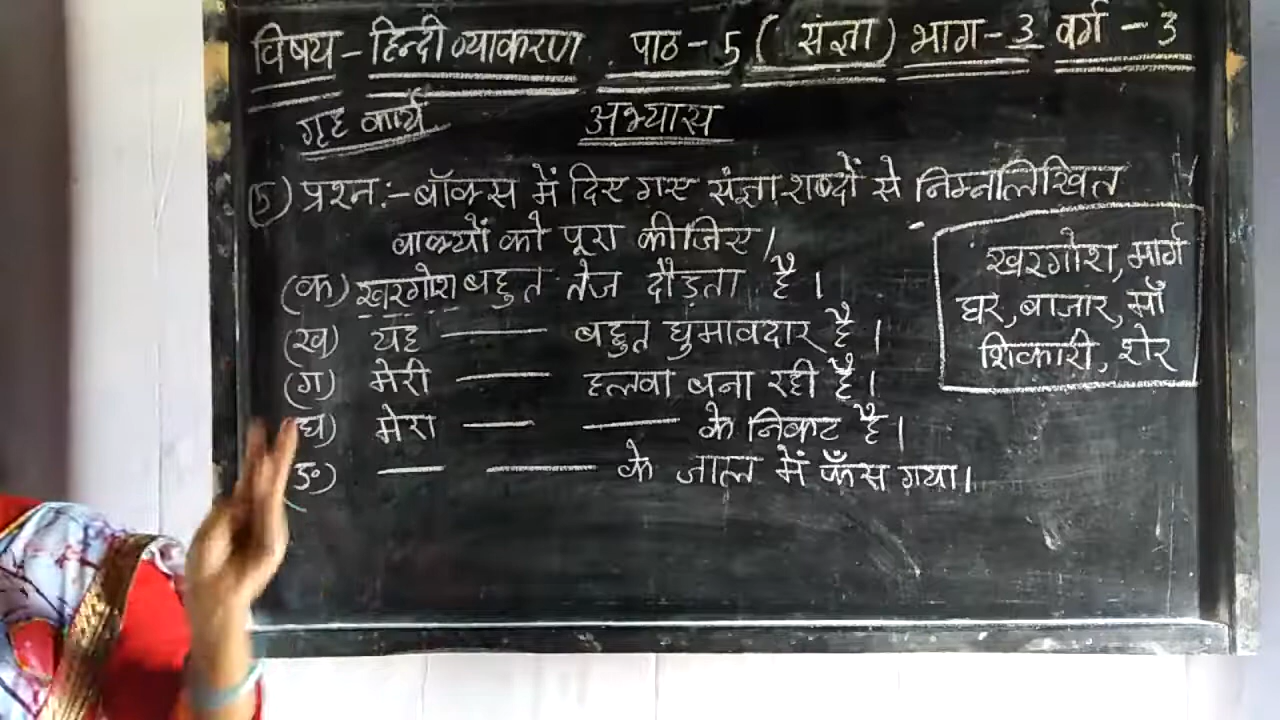 विषय - हिन्दी व्याकरण . पाठ - 5 ( संज्ञा ) भाग - 3 वर्ग - 3
गृह कार्य
अभ्यास
(5) प्रश्न :- बॉक्स में दिए गए संज्ञा शब्दों से निम्नलिखित
वाक्यों को पूरा कीजिए।
खरगोश, मार्ग
घर, बाजार, माँ
शिकारी, शेर
(क) खरगोश बहुत तेज दौड़ता है।
(ख) यह —— बहुत घुमावदार है।
(ग) मेरी —— हलवा बना रही है।
(घ) मेरा —— —— के निकट है।
(ङ) —— —— के जाल में फँस गया।